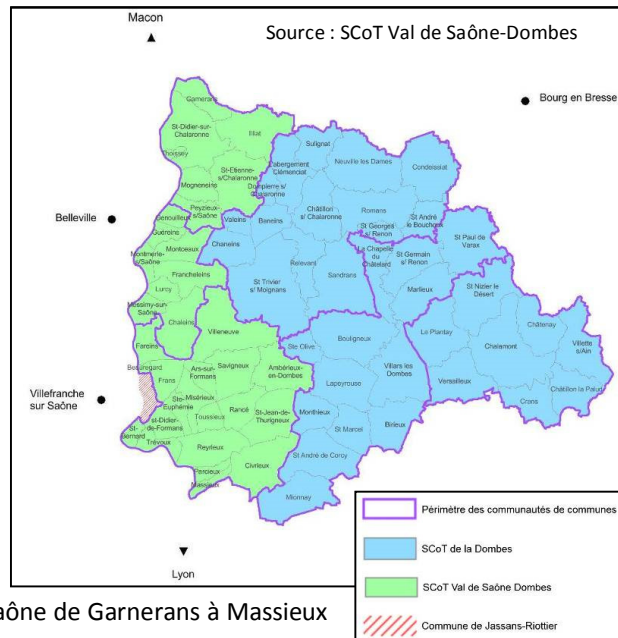 Macon
Source : SCoT Val de Saône-Dombes
Bourg en Bresse
Garnerans
St-Didier-sur-
Chalaronne
Illiat
Thoissey
St-Etienne-
s/Chalaronne
Mogneneins
Peyzieux-
s/Saône
Sulignat
L'abergement
Clémenciat
Neuville les Dames
Condeissiat
Dompierre s/
Chalaronne
Châtillon
s/ Chalaronne
Romans
St André
le Bouchoux
St Georges
s/ Renon
Belleville
Genouilleux
Guéreins
Valeins
Baneins
Chaneins
St Paul de
Varax
La Chapelle
du
Châtelard
St Germain
s/ Renon
Montmerle-
s/Saône
Montceaux
Francheleins
Relevant
Sandrans
St Trivier
s/ Moignans
Marlieux
St Nizier le
Désert
Lurcy
Messimy-sur-
Saône
Chaleins
Villeneuve
Bouligneux
Le Plantay
Châtenay
Chalamont
Villette
s/Ain
Fareins
Ste Olive
Beauregard
Ars-sur-
Formans
Savigneux
Ambérieux-
en-Dombes
Lapeyrouse
Villars les
Dombes
Versailleux
Châtillon la Palud
Crans
Villefranche
sur Saône
Frans
Ste-
Euphémie
Misérieux
Toussieux
Rancé
St-Jean-de-
Thurigneux
Monthieux
Birieux
St Marcel
St-
Bernard
St-Didier-
de-Formans
Trévoux
Reyrieux
Parcieux
Massieux
Civrieux
St André de Corcy
Mionnay
Lyon
Périmètre des communautés de communes
SCoT de la Dombes
SCoT Val de Saône Dombes
Commune de Jassans-Riottier
aône de Garnerans à Massieux